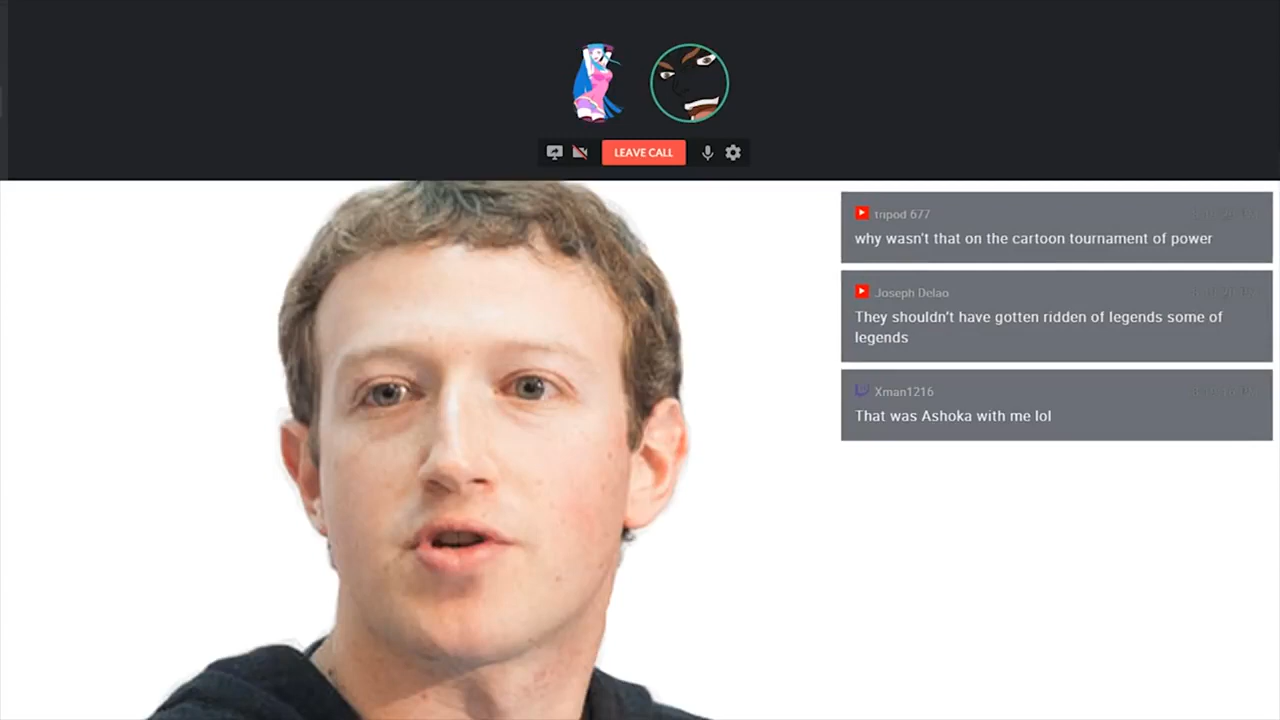 LEAVE CALL
tripod 677
why wasn't that on the cartoon tournament of power
Joseph Delao
They shouldn't have gotten ridden of legends some of
legends
Xman1216
That was Ashoka with me lol